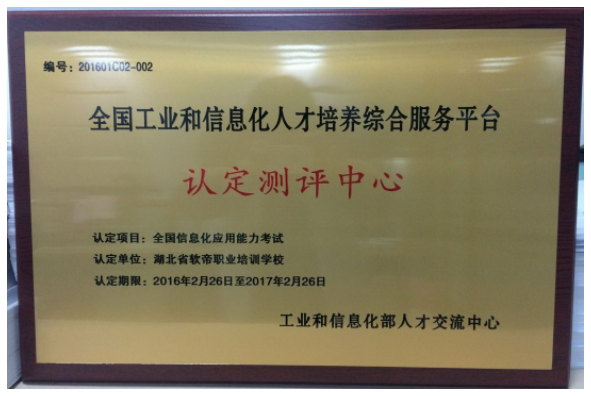 编号：201601C02-002
全国工业和信息化人才培养综合服务平台
认定测评中心
认定项目：全国信息化应用能力考试
认定单位：湖北省软帝职业培训学校
认定期限：2016年2月26日至2017年2月26日
工业和信息化部人才交流中心